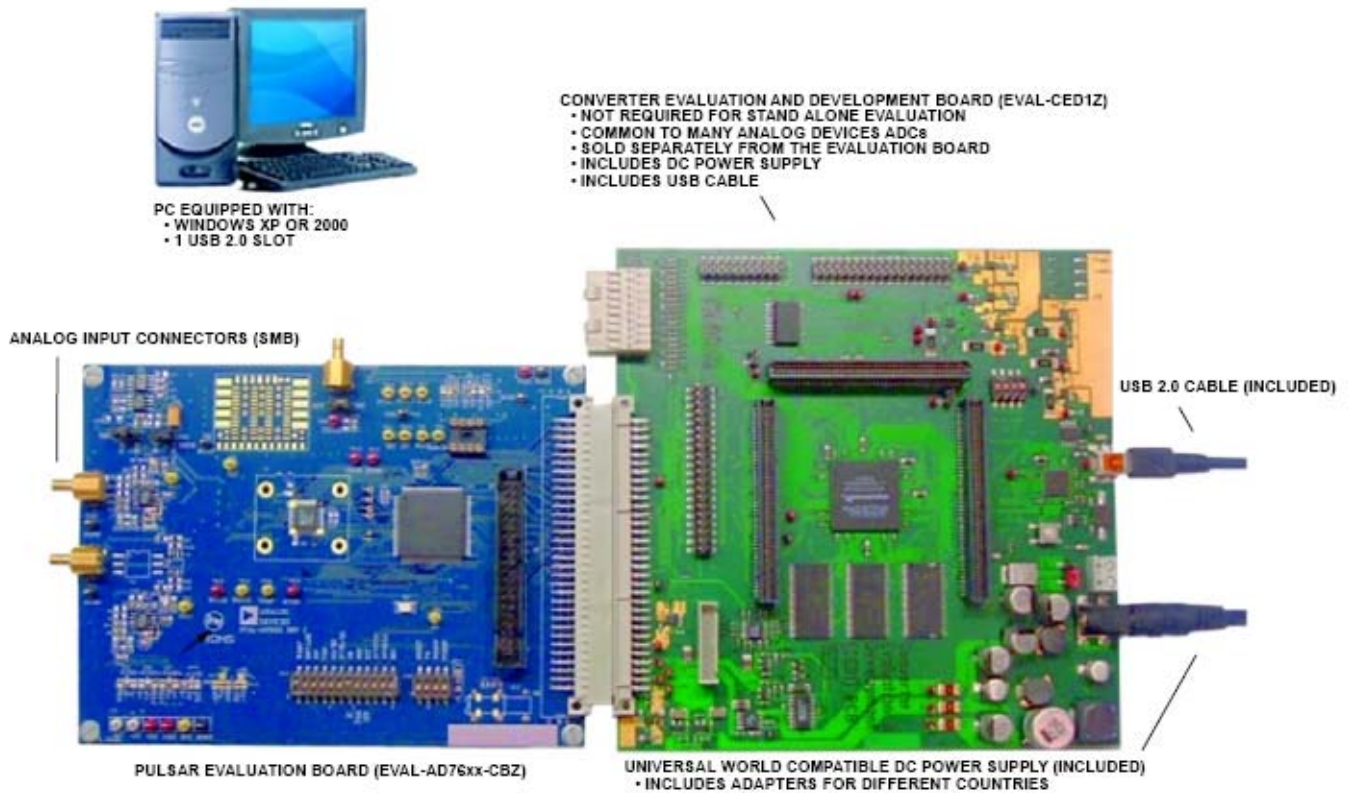 CONVERTER EVALUATION AND DEVELOPMENT BOARD (EVAL-CED1Z)
• NOT REQUIRED FOR STAND ALONE EVALUATION
• COMMON TO MANY ANALOG DEVICES ADCs
• SOLD SEPARATELY FROM THE EVALUATION BOARD
• INCLUDES DC POWER SUPPLY
• INCLUDES USB CABLE
PC EQUIPPED WITH:
• WINDOWS XP OR 2000
• 1 USB 2.0 SLOT
ANALOG INPUT CONNECTORS (SMB)
USB 2.0 CABLE (INCLUDED)
ANALOG
DEVICES
PULSAR EVALUATION BOARD (EVAL-AD76xx-CBZ)
UNIVERSAL WORLD COMPATIBLE DC POWER SUPPLY (INCLUDED)
• INCLUDES ADAPTERS FOR DIFFERENT COUNTRIES